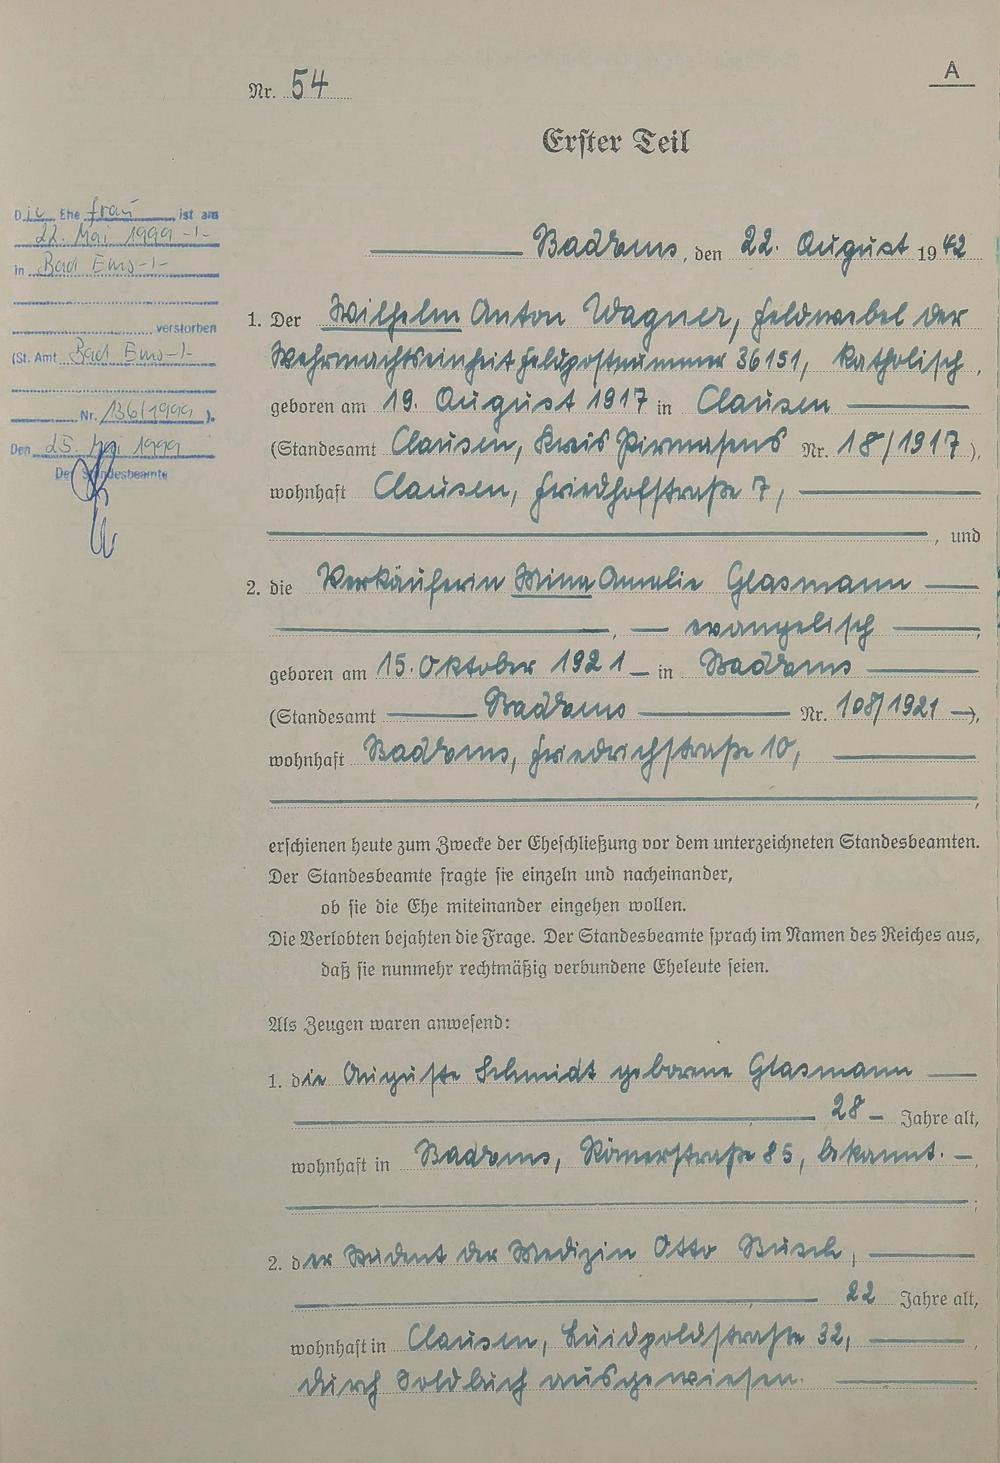 A
Nr. 54
Erster Teil
Die Ehefrau ist am
22. Mai 1999 -/-
in Bad Ems -/-
verstorben
(St. Amt Bad Ems -/-
Nr. 136/1999 ).
Den 25. Mai 1999
Der Standesbeamte
Bad Ems, den 22. August 1942
1. Der Wilhelm Anton Wagner, Feldwebel der
Wehrmachtseinheit Feldpostnummer 36151, katholisch,
geboren am 19. August 1917 in Clausen
(Standesamt Clausen, Kreis Pirmasens Nr. 18/1917),
wohnhaft Clausen, Friedhofstraße 7,
, und
2. die Verkäuferin Mina Amalie Glasmann
, evangelisch,
geboren am 15. Oktober 1921 in Bad Ems
(Standesamt Bad Ems Nr. 108/1921),
wohnhaft Bad Ems, Friedrichstraße 10,
,
erschienen heute zum Zwecke der Eheschließung vor dem unterzeichneten Standesbeamten.
Der Standesbeamte fragte sie einzeln und nacheinander,
ob sie die Ehe miteinander eingehen wollen.
Die Verlobten bejahten die Frage. Der Standesbeamte sprach im Namen des Reiches aus,
daß sie nunmehr rechtmäßig verbundene Eheleute seien.
Als Zeugen waren anwesend:
1. die Auguste Schmidt geborene Glasmann
28 Jahre alt,
wohnhaft in Bad Ems, Römerstraße 85, bekannt.
;
2. der Student der Medizin Otto Busch,
22 Jahre alt,
wohnhaft in Clausen, Luidpoldstraße 32,
durch Soldbuch ausgewiesen.